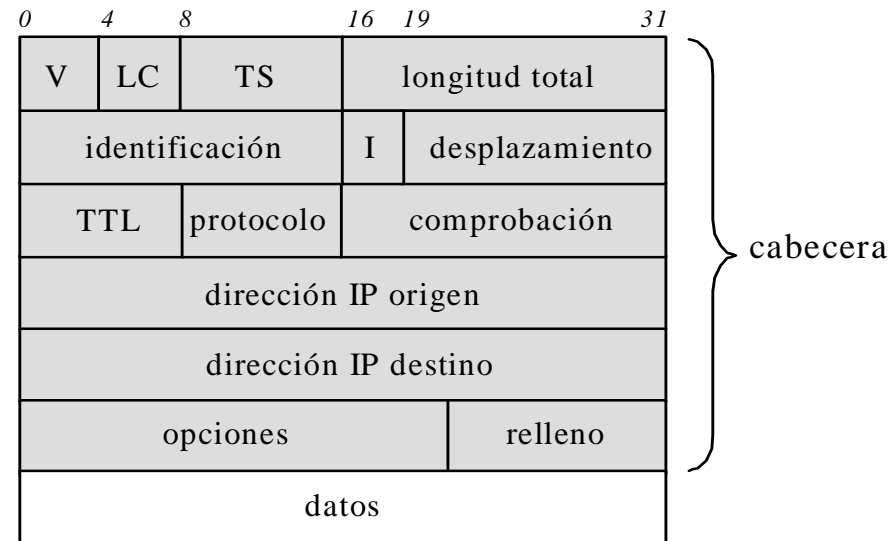 0 4 8 16 19 31
V LC TS longitud total
identificación I desplazamiento
TTL protocolo comprobación
dirección IP origen
dirección IP destino
opciones relleno
datos
cabecera